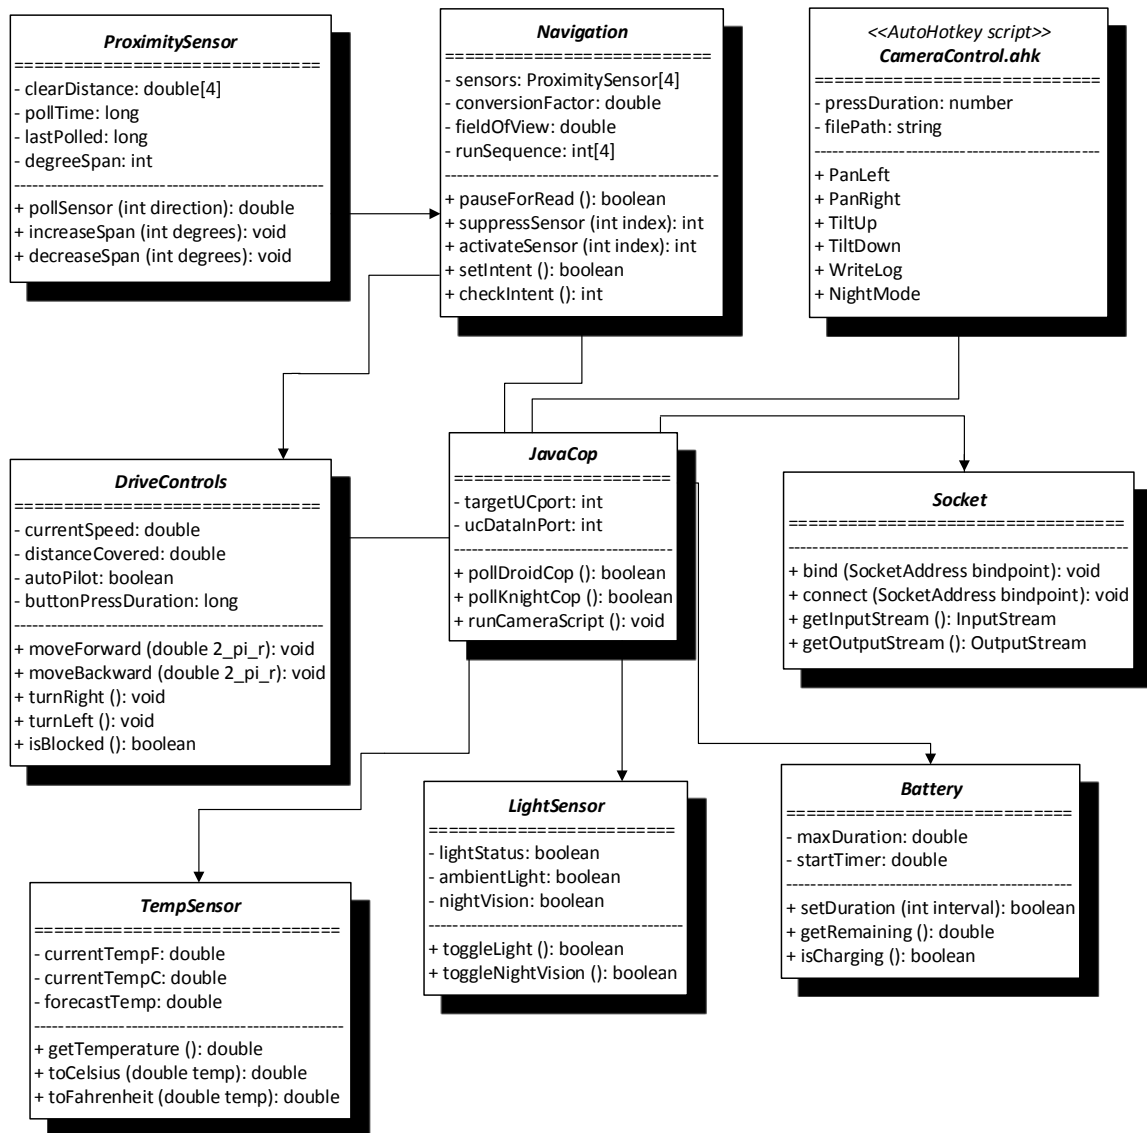 ProximitySensor
===============================
- clearDistance: double[4]
- pollTime: long
- lastPolled: long
- degreeSpan: int
----------------------------------------------------
+ pollSensor (int direction): double
+ increaseSpan (int degrees): void
+ decreaseSpan (int degrees): void
Navigation
=============================
- sensors: ProximitySensor[4]
- conversionFactor: double
- fieldOfView: double
- runSequence: int[4]
----------------------------------------------------
+ pauseForRead (): boolean
+ suppressSensor (int index): int
+ activateSensor (int index): int
+ setIntent (): boolean
+ checkIntent (): int
<<AutoHotkey script>>
CameraControl.ahk
=============================
- pressDuration: number
- filePath: string
----------------------------------------------------
+ PanLeft
+ PanRight
+ TiltUp
+ TiltDown
+ WriteLog
+ NightMode
DriveControls
===============================
- currentSpeed: double
- distanceCovered: double
- autoPilot: boolean
- buttonPressDuration: long
----------------------------------------------------
+ moveForward (double 2_pi_r): void
+ moveBackward (double 2_pi_r): void
+ turnRight (): void
+ turnLeft (): void
+ isBlocked (): boolean
JavaCop
======================
- targetUCport: int
- ucDataInPort: int
----------------------------------------
+ pollDroidCop (): boolean
+ pollKnightCop (): boolean
+ runCameraScript (): void
Socket
==================================
----------------------------------------------------------
+ bind (SocketAddress bindpoint): void
+ connect (SocketAddress bindpoint): void
+ getInputStream (): InputStream
+ getOutputStream (): OutputStream
TempSensor
===============================
- currentTempF: double
- currentTempC: double
- forecastTemp: double
----------------------------------------------------
+ getTemperature (): double
+ toCelsius (double temp): double
+ toFahrenheit (double temp): double
LightSensor
=========================
- lightStatus: boolean
- ambientLight: boolean
- nightVision: boolean
--------------------------------------------
+ toggleLight (): boolean
+ toggleNightVision (): boolean
Battery
=============================
- maxDuration: double
- startTimer: double
------------------------------------------------
+ setDuration (int interval): boolean
+ getRemaining (): double
+ isCharging (): boolean